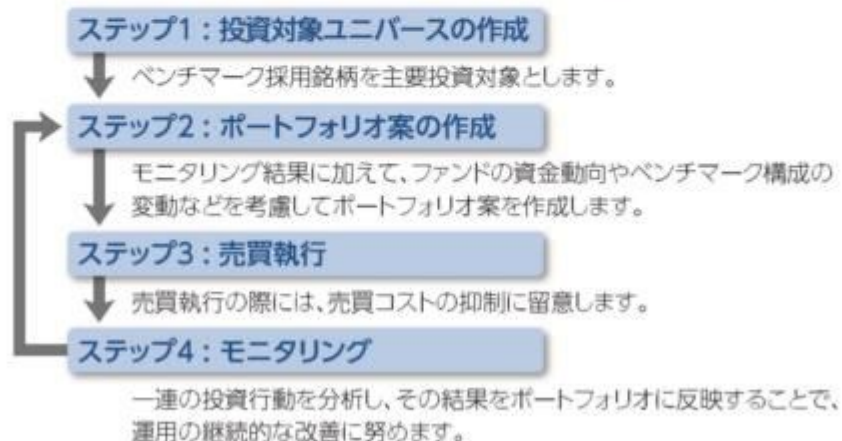 ステップ1：投資対象ユニバースの作成
ベンチマーク採用銘柄を主要投資対象とします。
ステップ2：ポートフォリオ案の作成
モニタリング結果に加えて、ファンドの資金動向やベンチマーク構成の
変動などを考慮してポートフォリオ案を作成します。
ステップ3：売買執行
売買執行の際には、売買コストの抑制に留意します。
ステップ4：モニタリング
一連の投資行動を分析し、その結果をポートフォリオに反映することで、
運用の継続的な改善に努めます。